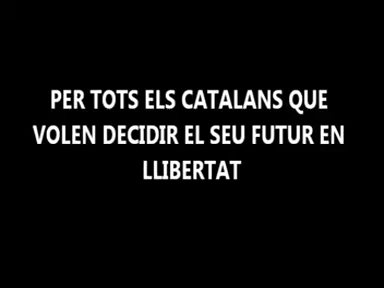 PER TOTS ELS CATALANS QUE
VOLEN DECIDIR EL SEU FUTUR EN
LLIBERTAT